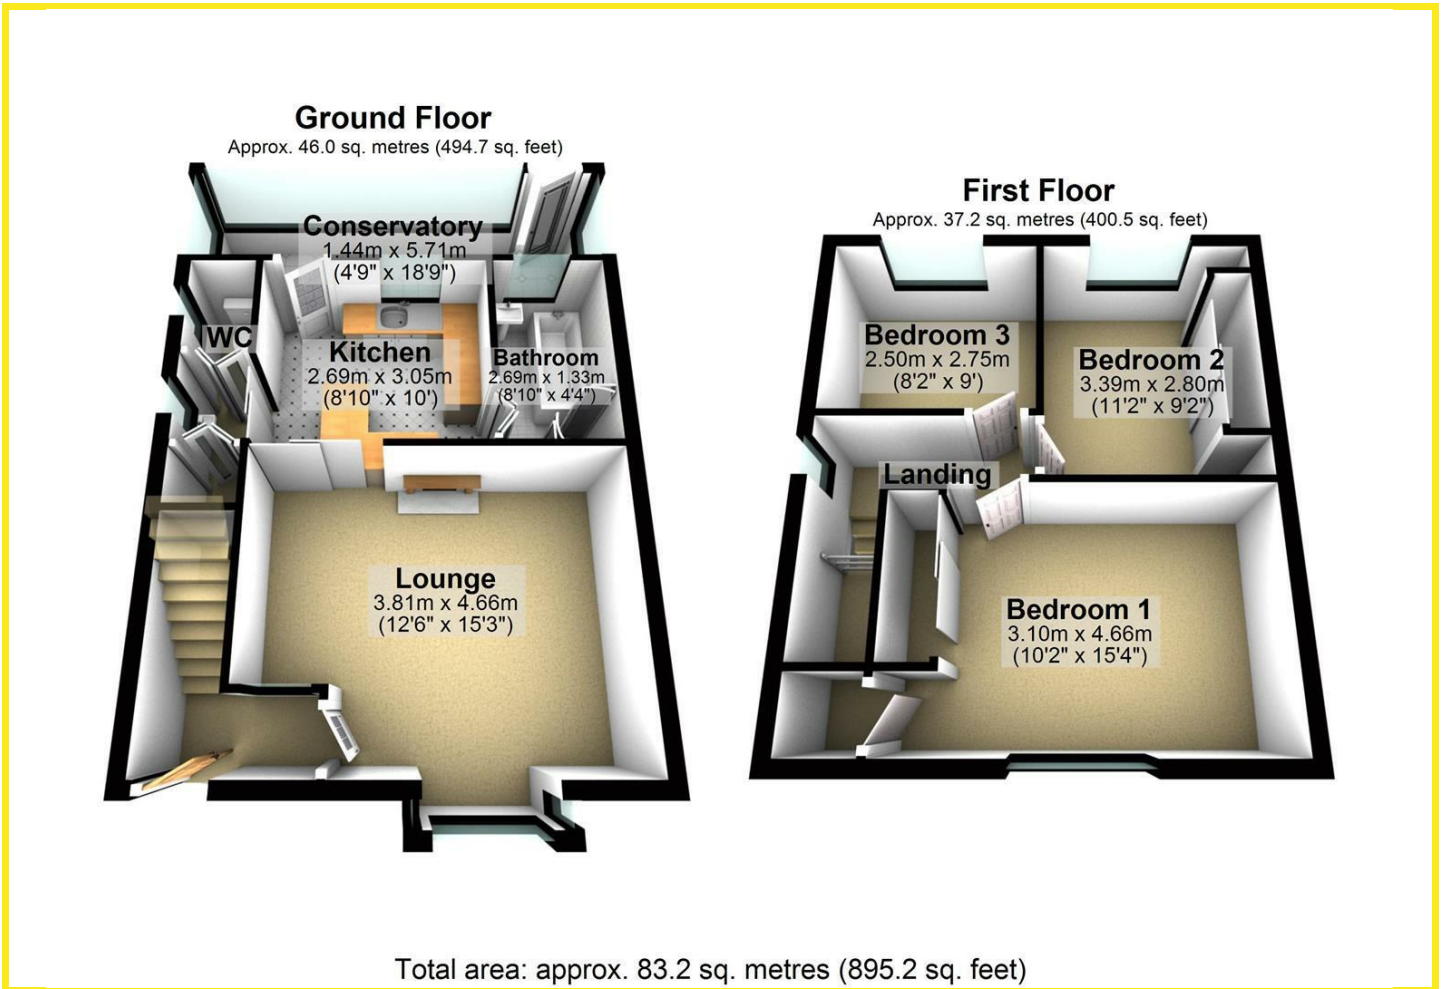 Ground Floor
Approx. 46.0 sq. metres (494.7 sq. feet)
Conservatory
1.44m x 5.71m
(4'9" x 18'9")
WC
Kitchen
2.69m x 3.05m
(8'10" x 10')
Bathroom
2.69m x 1.33m
(8'10" x 4'4")
Lounge
3.81m x 4.66m
(12'6" x 15'3")
First Floor
Approx. 37.2 sq. metres (400.5 sq. feet)
Bedroom 3
2.50m x 2.75m
(8'2" x 9')
Bedroom 2
3.39m x 2.80m
(11'2" x 9'2")
Landing
Bedroom 1
3.10m x 4.66m
(10'2" x 15'4")
Total area: approx. 83.2 sq. metres (895.2 sq. feet)